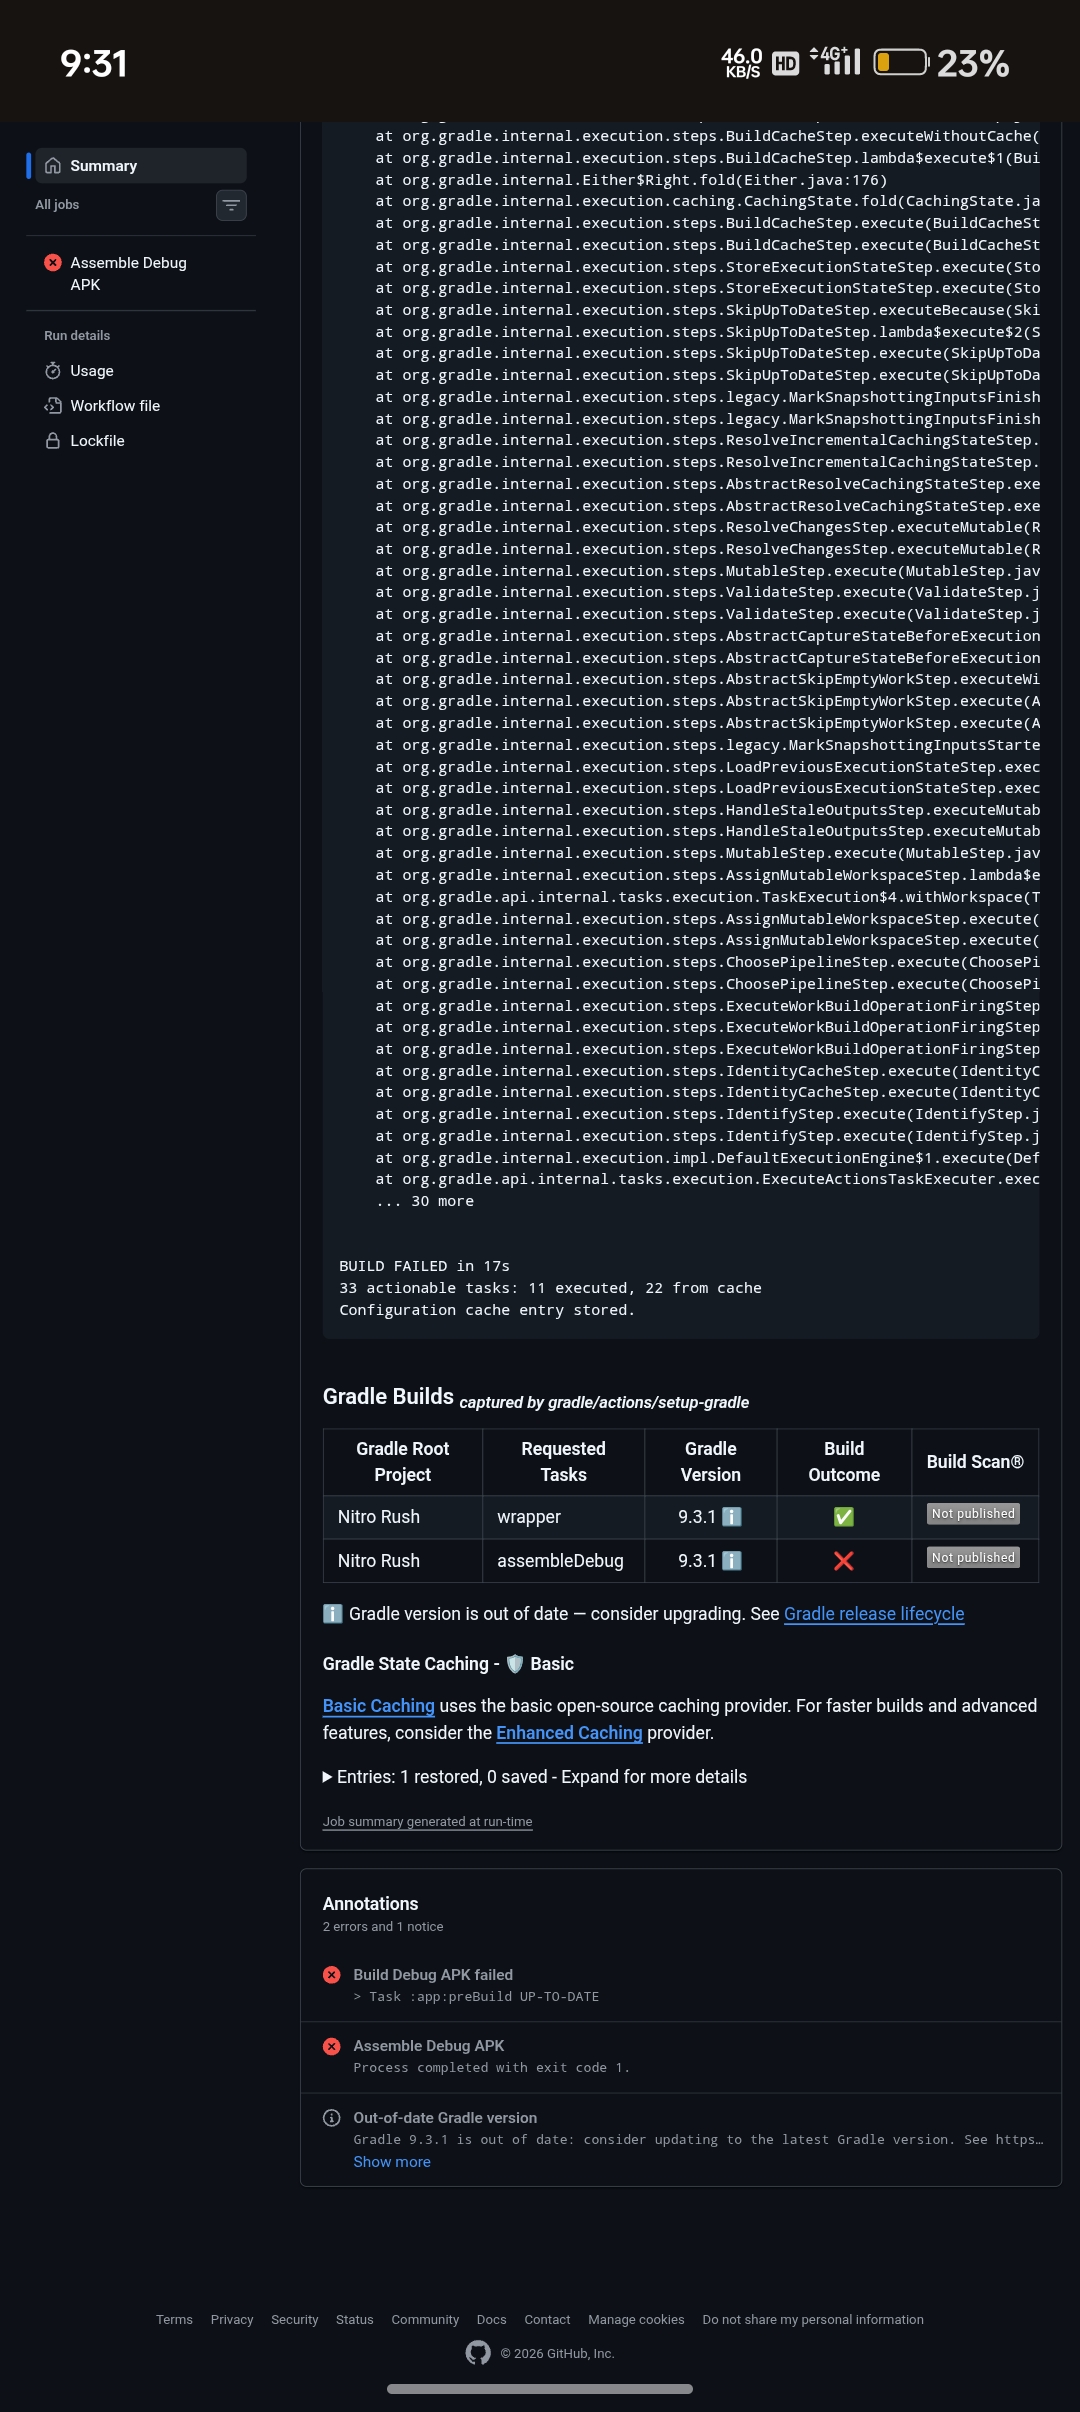 9:31
46.0
KB/S
HD
4G+
23%
Summary
All jobs
Assemble Debug
APK
Run details
Usage
Workflow file
Lockfile
at org.gradle.internal.execution.steps.BuildCacheStep.executeWithoutCache(
at org.gradle.internal.execution.steps.BuildCacheStep.lambda$execute$1(Bui
at org.gradle.internal.Either$Right.fold(Either.java:176)
at org.gradle.internal.execution.caching.CachingState.fold(CachingState.ja
at org.gradle.internal.execution.steps.BuildCacheStep.execute(BuildCacheSt
at org.gradle.internal.execution.steps.BuildCacheStep.execute(BuildCacheSt
at org.gradle.internal.execution.steps.StoreExecutionStateStep.execute(Sto
at org.gradle.internal.execution.steps.StoreExecutionStateStep.execute(Sto
at org.gradle.internal.execution.steps.SkipUpToDateStep.executeBecause(Ski
at org.gradle.internal.execution.steps.SkipUpToDateStep.lambda$execute$2(S
at org.gradle.internal.execution.steps.SkipUpToDateStep.execute(SkipUpToDa
at org.gradle.internal.execution.steps.SkipUpToDateStep.execute(SkipUpToDa
at org.gradle.internal.execution.steps.legacy.MarkSnapshottingInputsFinish
at org.gradle.internal.execution.steps.legacy.MarkSnapshottingInputsFinish
at org.gradle.internal.execution.steps.ResolveIncrementalCachingStateStep.
at org.gradle.internal.execution.steps.ResolveIncrementalCachingStateStep.
at org.gradle.internal.execution.steps.AbstractResolveCachingStateStep.exe
at org.gradle.internal.execution.steps.AbstractResolveCachingStateStep.exe
at org.gradle.internal.execution.steps.ResolveChangesStep.executeMutable(R
at org.gradle.internal.execution.steps.ResolveChangesStep.executeMutable(R
at org.gradle.internal.execution.steps.MutableStep.execute(MutableStep.jav
at org.gradle.internal.execution.steps.ValidateStep.execute(ValidateStep.j
at org.gradle.internal.execution.steps.ValidateStep.execute(ValidateStep.j
at org.gradle.internal.execution.steps.AbstractCaptureStateBeforeExecution
at org.gradle.internal.execution.steps.AbstractCaptureStateBeforeExecution
at org.gradle.internal.execution.steps.AbstractSkipEmptyWorkStep.executeWi
at org.gradle.internal.execution.steps.AbstractSkipEmptyWorkStep.execute(A
at org.gradle.internal.execution.steps.AbstractSkipEmptyWorkStep.execute(A
at org.gradle.internal.execution.steps.legacy.MarkSnapshottingInputsStarte
at org.gradle.internal.execution.steps.LoadPreviousExecutionStateStep.exec
at org.gradle.internal.execution.steps.LoadPreviousExecutionStateStep.exec
at org.gradle.internal.execution.steps.HandleStaleOutputsStep.executeMutab
at org.gradle.internal.execution.steps.HandleStaleOutputsStep.executeMutab
at org.gradle.internal.execution.steps.MutableStep.execute(MutableStep.jav
at org.gradle.internal.execution.steps.AssignMutableWorkspaceStep.lambda$e
at org.gradle.api.internal.tasks.execution.TaskExecution$4.withWorkspace(T
at org.gradle.internal.execution.steps.AssignMutableWorkspaceStep.execute(
at org.gradle.internal.execution.steps.AssignMutableWorkspaceStep.execute(
at org.gradle.internal.execution.steps.ChoosePipelineStep.execute(ChoosePi
at org.gradle.internal.execution.steps.ChoosePipelineStep.execute(ChoosePi
at org.gradle.internal.execution.steps.ExecuteWorkBuildOperationFiringStep
at org.gradle.internal.execution.steps.ExecuteWorkBuildOperationFiringStep
at org.gradle.internal.execution.steps.ExecuteWorkBuildOperationFiringStep
at org.gradle.internal.execution.steps.IdentityCacheStep.execute(IdentityC
at org.gradle.internal.execution.steps.IdentityCacheStep.execute(IdentityC
at org.gradle.internal.execution.steps.IdentifyStep.execute(IdentifyStep.j
at org.gradle.internal.execution.steps.IdentifyStep.execute(IdentifyStep.j
at org.gradle.internal.execution.impl.DefaultExecutionEngine$1.execute(Def
at org.gradle.api.internal.tasks.execution.ExecuteActionsTaskExecuter.exec
... 30 more
BUILD FAILED in 17s
33 actionable tasks: 11 executed, 22 from cache
Configuration cache entry stored.
Gradle Builds captured by gradle/actions/setup-gradle
Gradle Root Project Requested Tasks Gradle Version Build Outcome Build Scan®
Nitro Rush wrapper 9.3.1 ℹ️ ✅ Not published
Nitro Rush assembleDebug 9.3.1 ℹ️ ❌ Not published
ℹ️ Gradle version is out of date — consider upgrading. See Gradle release lifecycle
Gradle State Caching - 🛡️ Basic
Basic Caching uses the basic open-source caching provider. For faster builds and advanced
features, consider the Enhanced Caching provider.
Entries: 1 restored, 0 saved - Expand for more details
Job summary generated at run-time
Annotations
2 errors and 1 notice
Build Debug APK failed
> Task :app:preBuild UP-TO-DATE
Assemble Debug APK
Process completed with exit code 1.
Out-of-date Gradle version
Gradle 9.3.1 is out of date: consider updating to the latest Gradle version. See https…
Show more
Terms Privacy Security Status Community Docs Contact Manage cookies Do not share my personal information
© 2026 GitHub, Inc.